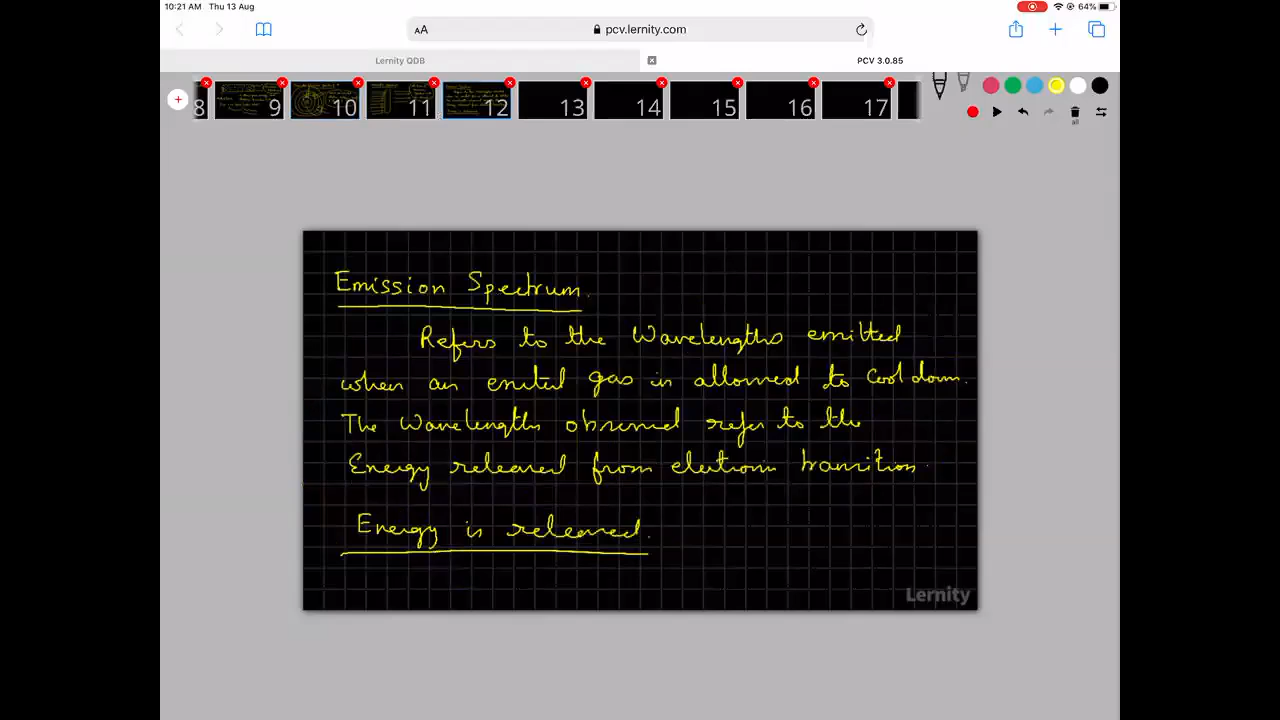 10:21 AM Thu 13 Aug
64%
AA
pcv.lernity.com
Lernity QDB
PCV 3.0.85
8 9 10 11 12 13 14 15 16 17
all
Emission Spectrum.
Refers to the Wavelengths emitted
when an excited gas is allowed to Cool down.
The Wavelengths observed refer to the
Energy released from electronic transition.
Energy is released.
Lernity